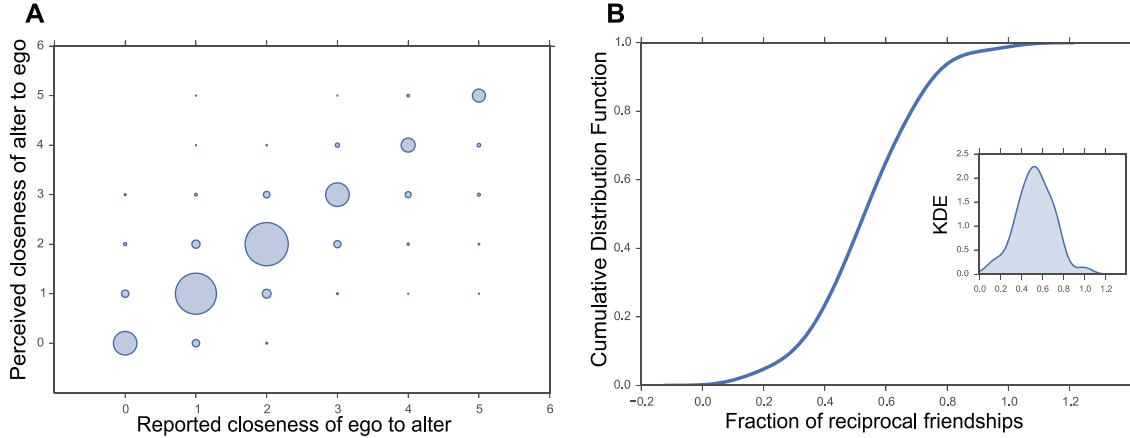 A
Perceived closeness of alter to ego
6
5
4
3
2
1
0
0 1 2 3 4 5 6
Reported closeness of ego to alter
B
Cumulative Distribution Function
1.0
0.8
0.6
0.4
0.2
0.0
−0.2 0.0 0.2 0.4 0.6 0.8 1.0 1.2
Fraction of reciprocal friendships
KDE
2.5
2.0
1.5
1.0
0.5
0.0
0.0 0.2 0.4 0.6 0.8 1.0 1.2